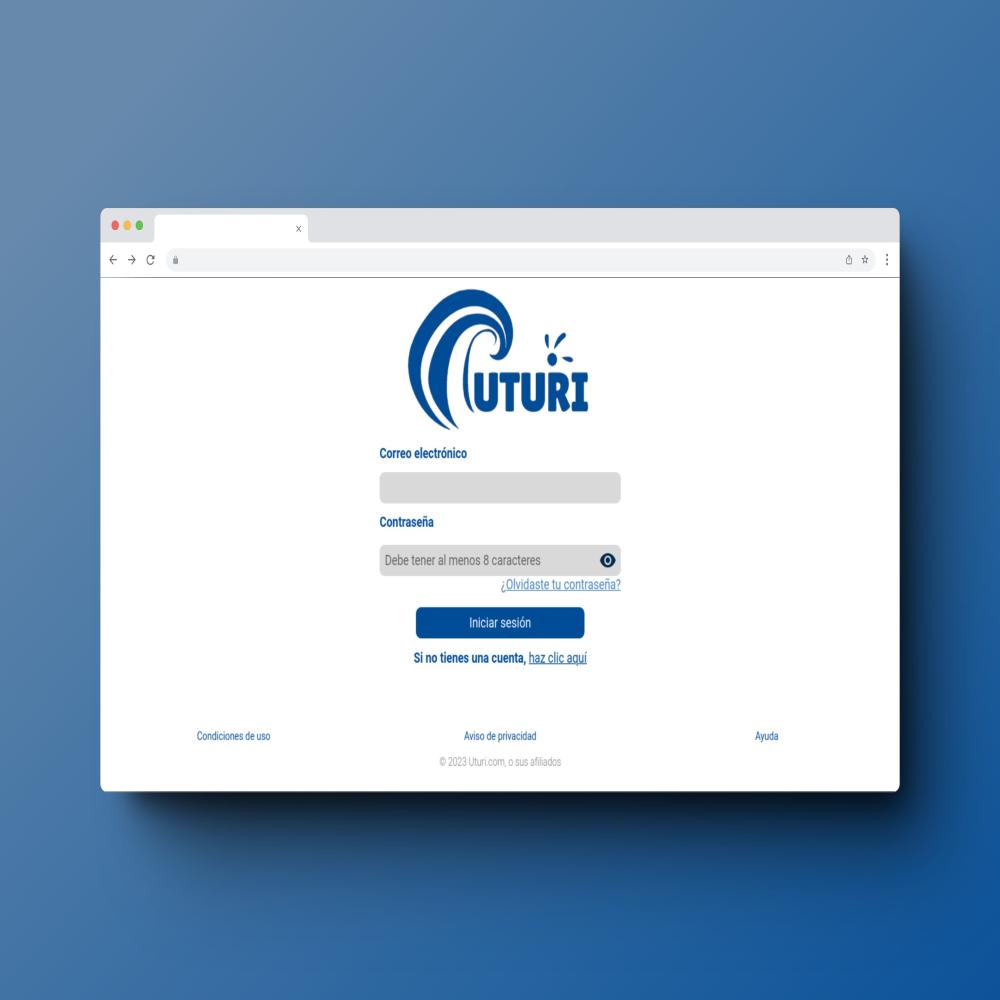 UTURI
Correo electrónico
Contraseña
Debe tener al menos 8 caracteres
¿Olvidaste tu contraseña?
Iniciar sesión
Si no tienes una cuenta, haz clic aquí
Condiciones de uso
Aviso de privacidad
Ayuda
© 2023 Uturi.com, o sus afiliados